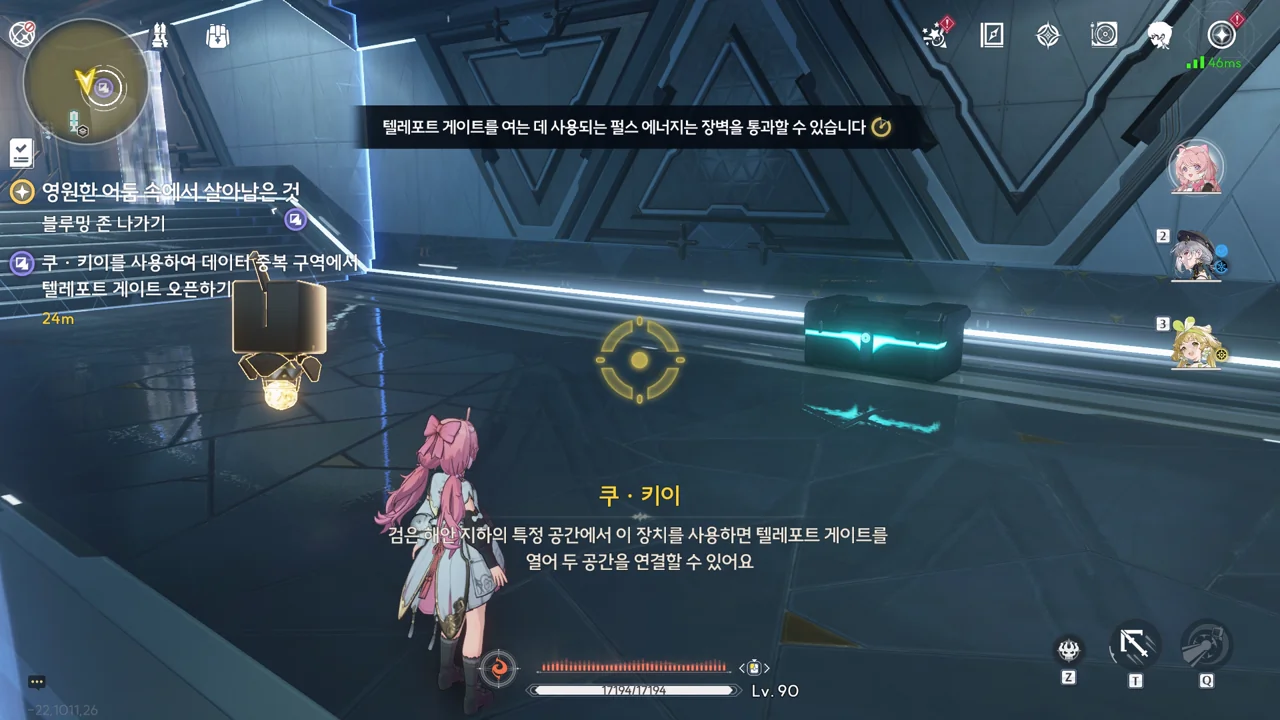 46ms
텔레포트 게이트를 여는 데 사용되는 펄스 에너지는 장벽을 통과할 수 있습니다
영원한 어둠 속에서 살아남은 것
블루밍 존 나가기
쿠·키이를 사용하여 데이터 중복 구역에서
텔레포트 게이트 오픈하기
24m
2
3
쿠·키이
검은 해안 지하의 특정 공간에서 이 장치를 사용하면 텔레포트 게이트를
열어 두 공간을 연결할 수 있어요
17194/17194
Lv. 90
Z
T
Q
-22,1011,26